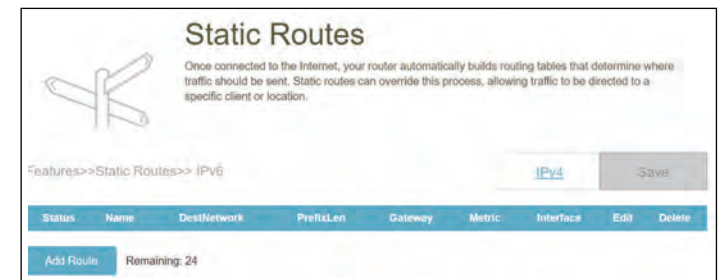 Static Routes
Once connected to the Internet, your router automatically builds routing tables that determine where
traffic should be sent. Static routes can override this process, allowing traffic to be directed to a
specific client or location.
Features>>Static Routes>> IPv6
IPv4
Save
Status Name DestNetwork PrefixLen Gateway Metric Interface Edit Delete
Add Route Remaining: 24